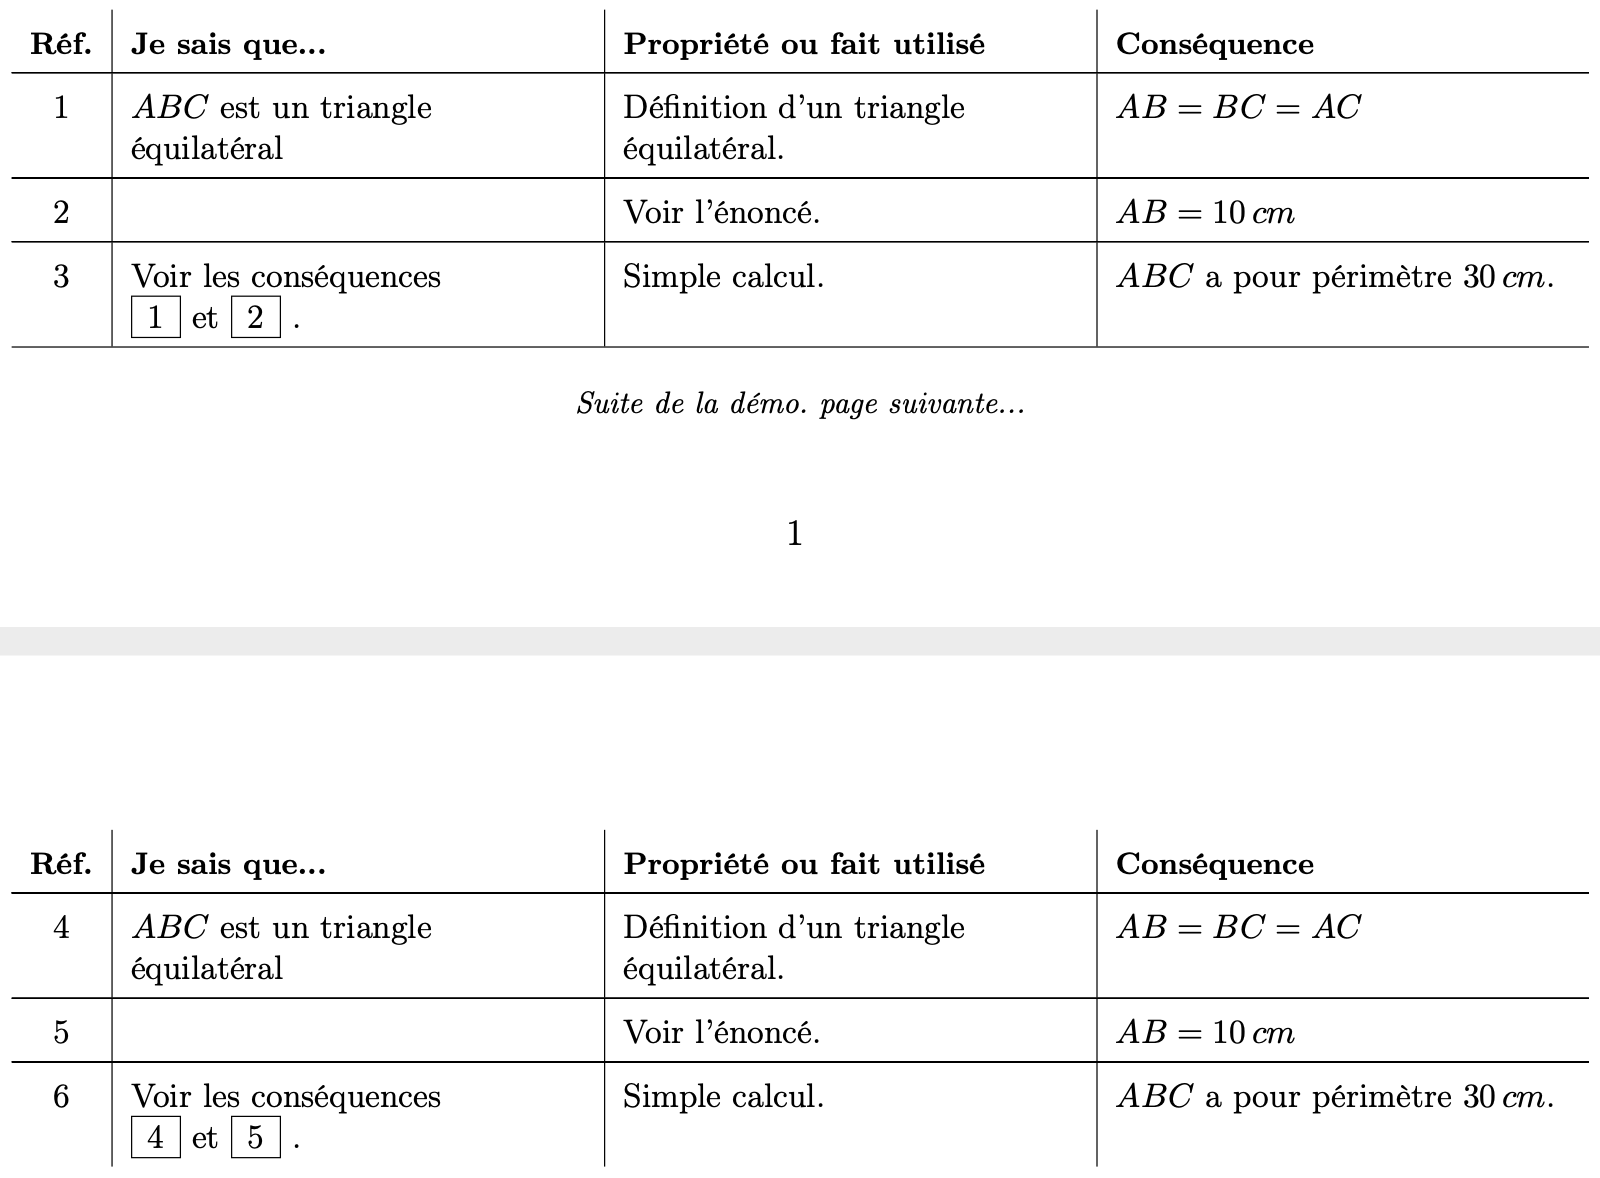 Réf. Je sais que... Propriété ou fait utilisé Conséquence
1 ABC est un triangle Définition d'un triangle AB = BC = AC
équilatéral équilatéral.
2 Voir l'énoncé. AB = 10 cm
3 Voir les conséquences Simple calcul. ABC a pour périmètre 30 cm.
1 et 2 .
Suite de la démo. page suivante...
1
Réf. Je sais que... Propriété ou fait utilisé Conséquence
4 ABC est un triangle Définition d'un triangle AB = BC = AC
équilatéral équilatéral.
5 Voir l'énoncé. AB = 10 cm
6 Voir les conséquences Simple calcul. ABC a pour périmètre 30 cm.
4 et 5 .